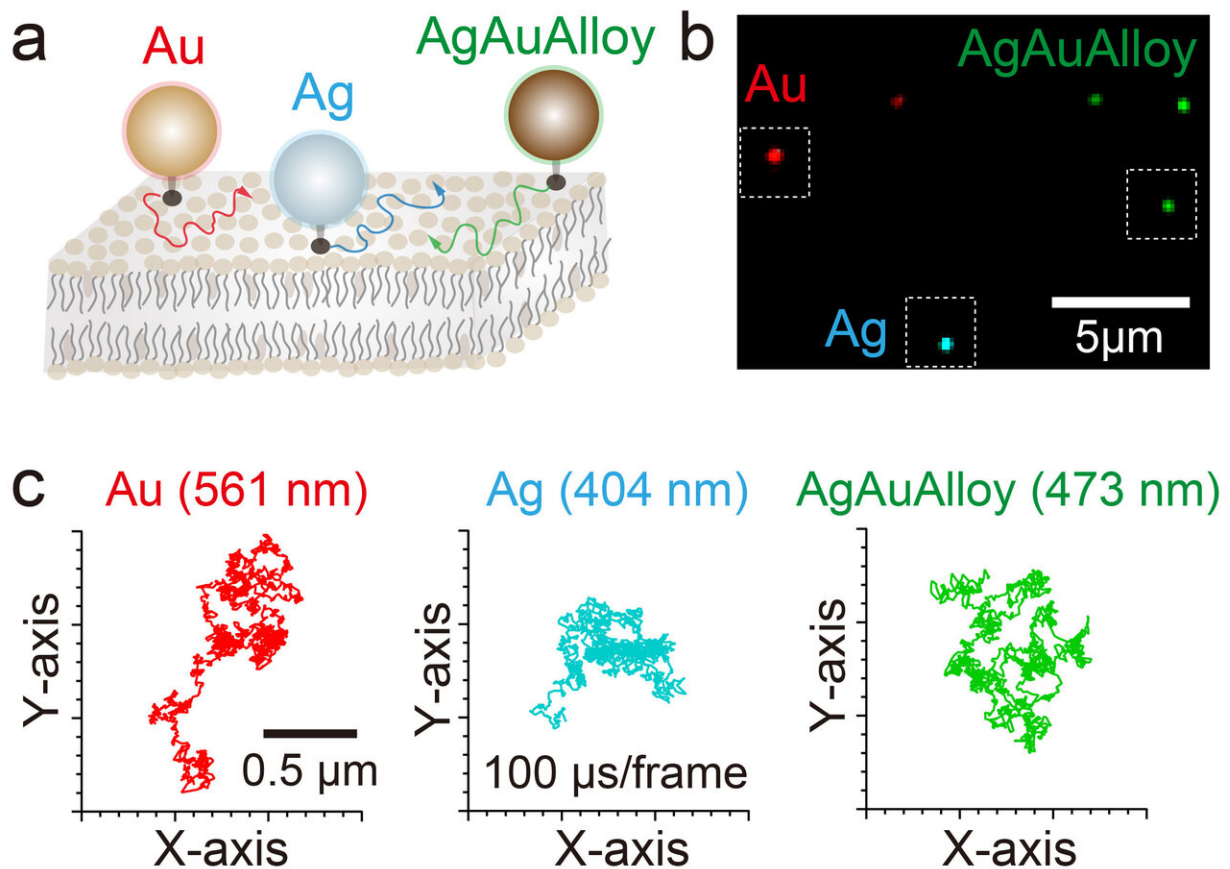 a
Au
Ag
AgAuAlloy
b
Au
AgAuAlloy
Ag
5μm
c
Au (561 nm)
Ag (404 nm)
AgAuAlloy (473 nm)
Y-axis
0.5 μm
X-axis
Y-axis
100 μs/frame
X-axis
Y-axis
X-axis